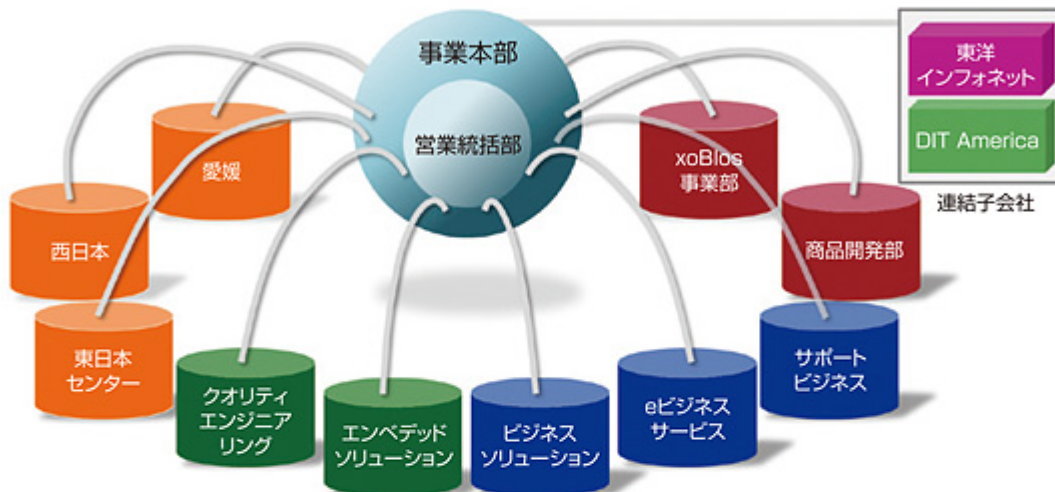 事業本部
営業統括部
東洋
インフォネット
DIT America
連結子会社
愛媛
西日本
東日本
センター
クオリティ
エンジニア
リング
エンベデッド
ソリューション
ビジネス
ソリューション
eビジネス
サービス
サポート
ビジネス
商品開発部
xoBlos
事業部